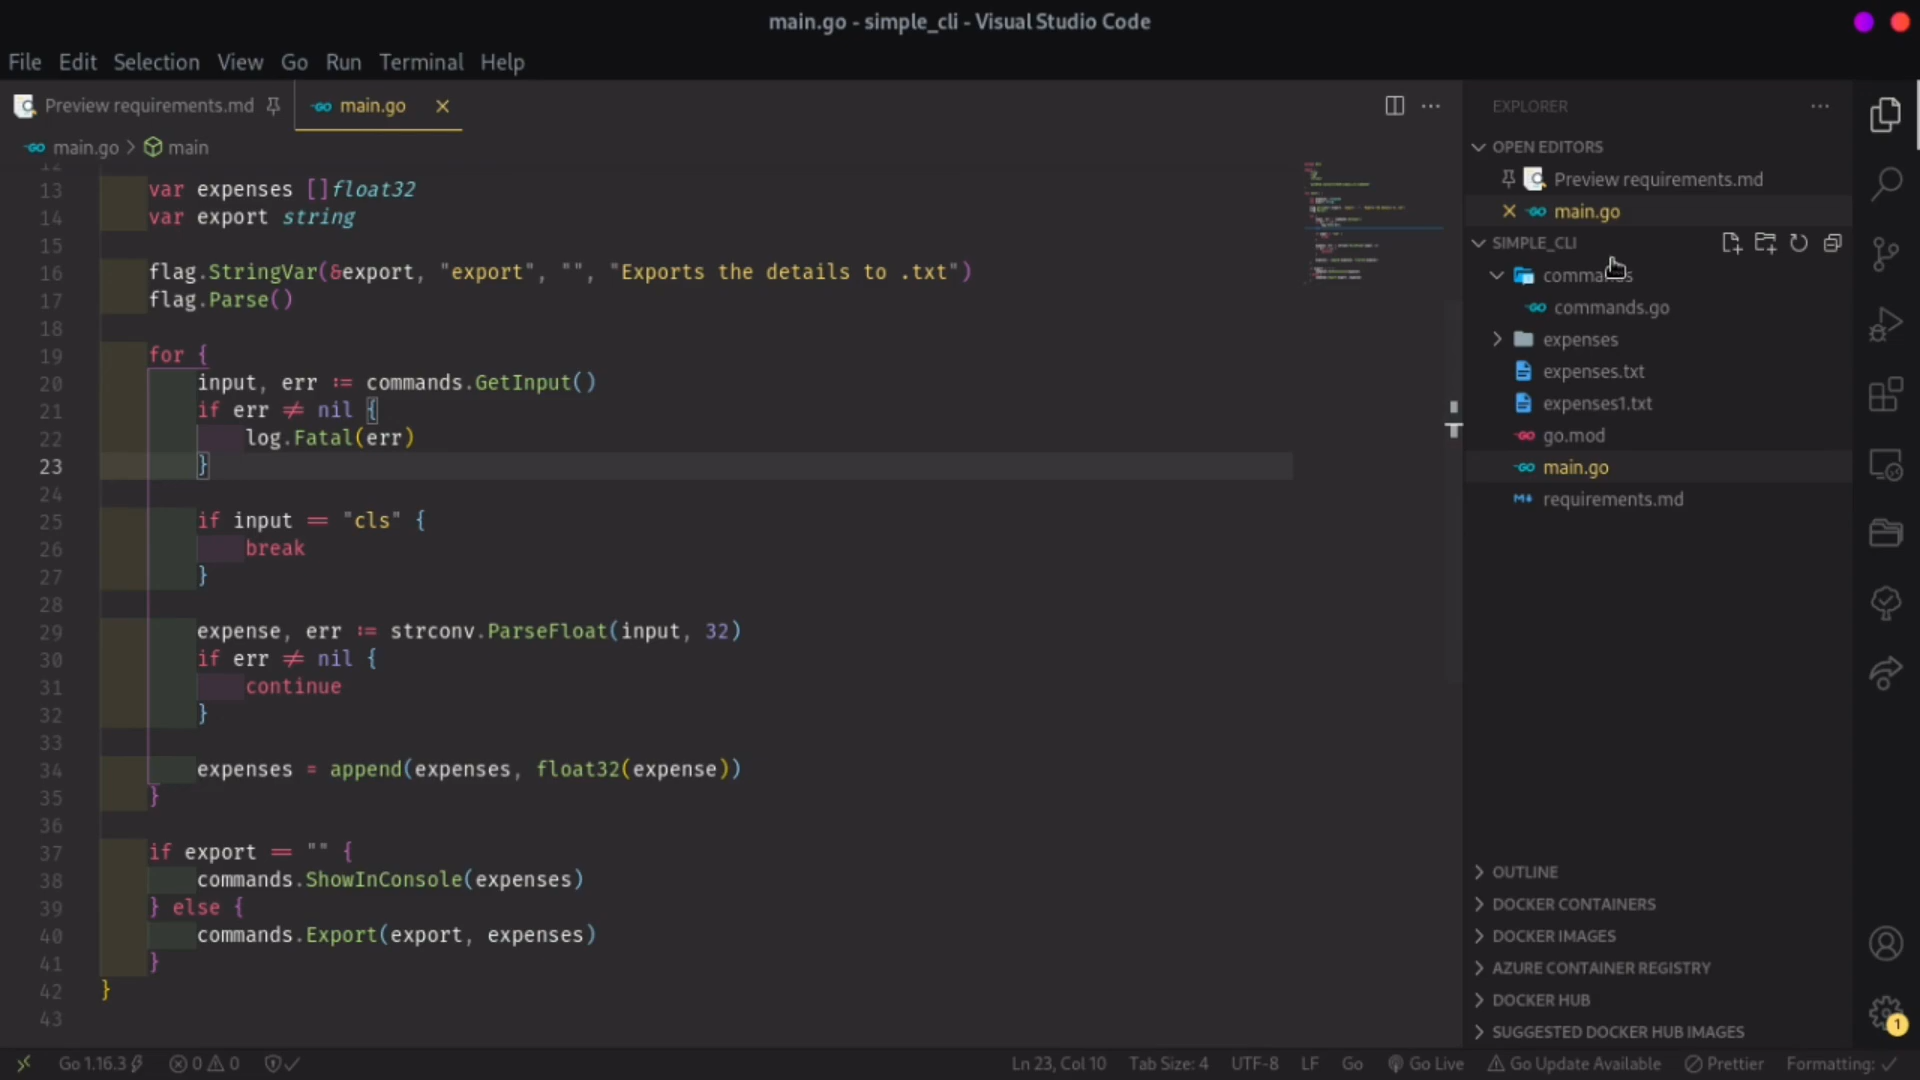 main.go - simple_cli - Visual Studio Code
File Edit Selection View Go Run Terminal Help
Preview requirements.md main.go
main.go > main
12
13 var expenses []float32
14 var export string
15
16 flag.StringVar(&export, "export", "", "Exports the details to .txt")
17 flag.Parse()
18
19 for {
20 input, err := commands.GetInput()
21 if err ≠ nil {
22 log.Fatal(err)
23 }
24
25 if input == "cls" {
26 break
27 }
28
29 expense, err := strconv.ParseFloat(input, 32)
30 if err ≠ nil {
31 continue
32 }
33
34 expenses = append(expenses, float32(expense))
35 }
36
37 if export == "" {
38 commands.ShowInConsole(expenses)
39 } else {
40 commands.Export(export, expenses)
41 }
42 }
43
EXPLORER
OPEN EDITORS
Preview requirements.md
main.go
SIMPLE_CLI
commands
commands.go
expenses
expenses.txt
expenses1.txt
go.mod
main.go
requirements.md
OUTLINE
DOCKER CONTAINERS
DOCKER IMAGES
AZURE CONTAINER REGISTRY
DOCKER HUB
SUGGESTED DOCKER HUB IMAGES
1
Go 1.16.3 0 0 Ln 23, Col 10 Tab Size: 4 UTF-8 LF Go Go Live Go Update Available Prettier Formatting: ✓